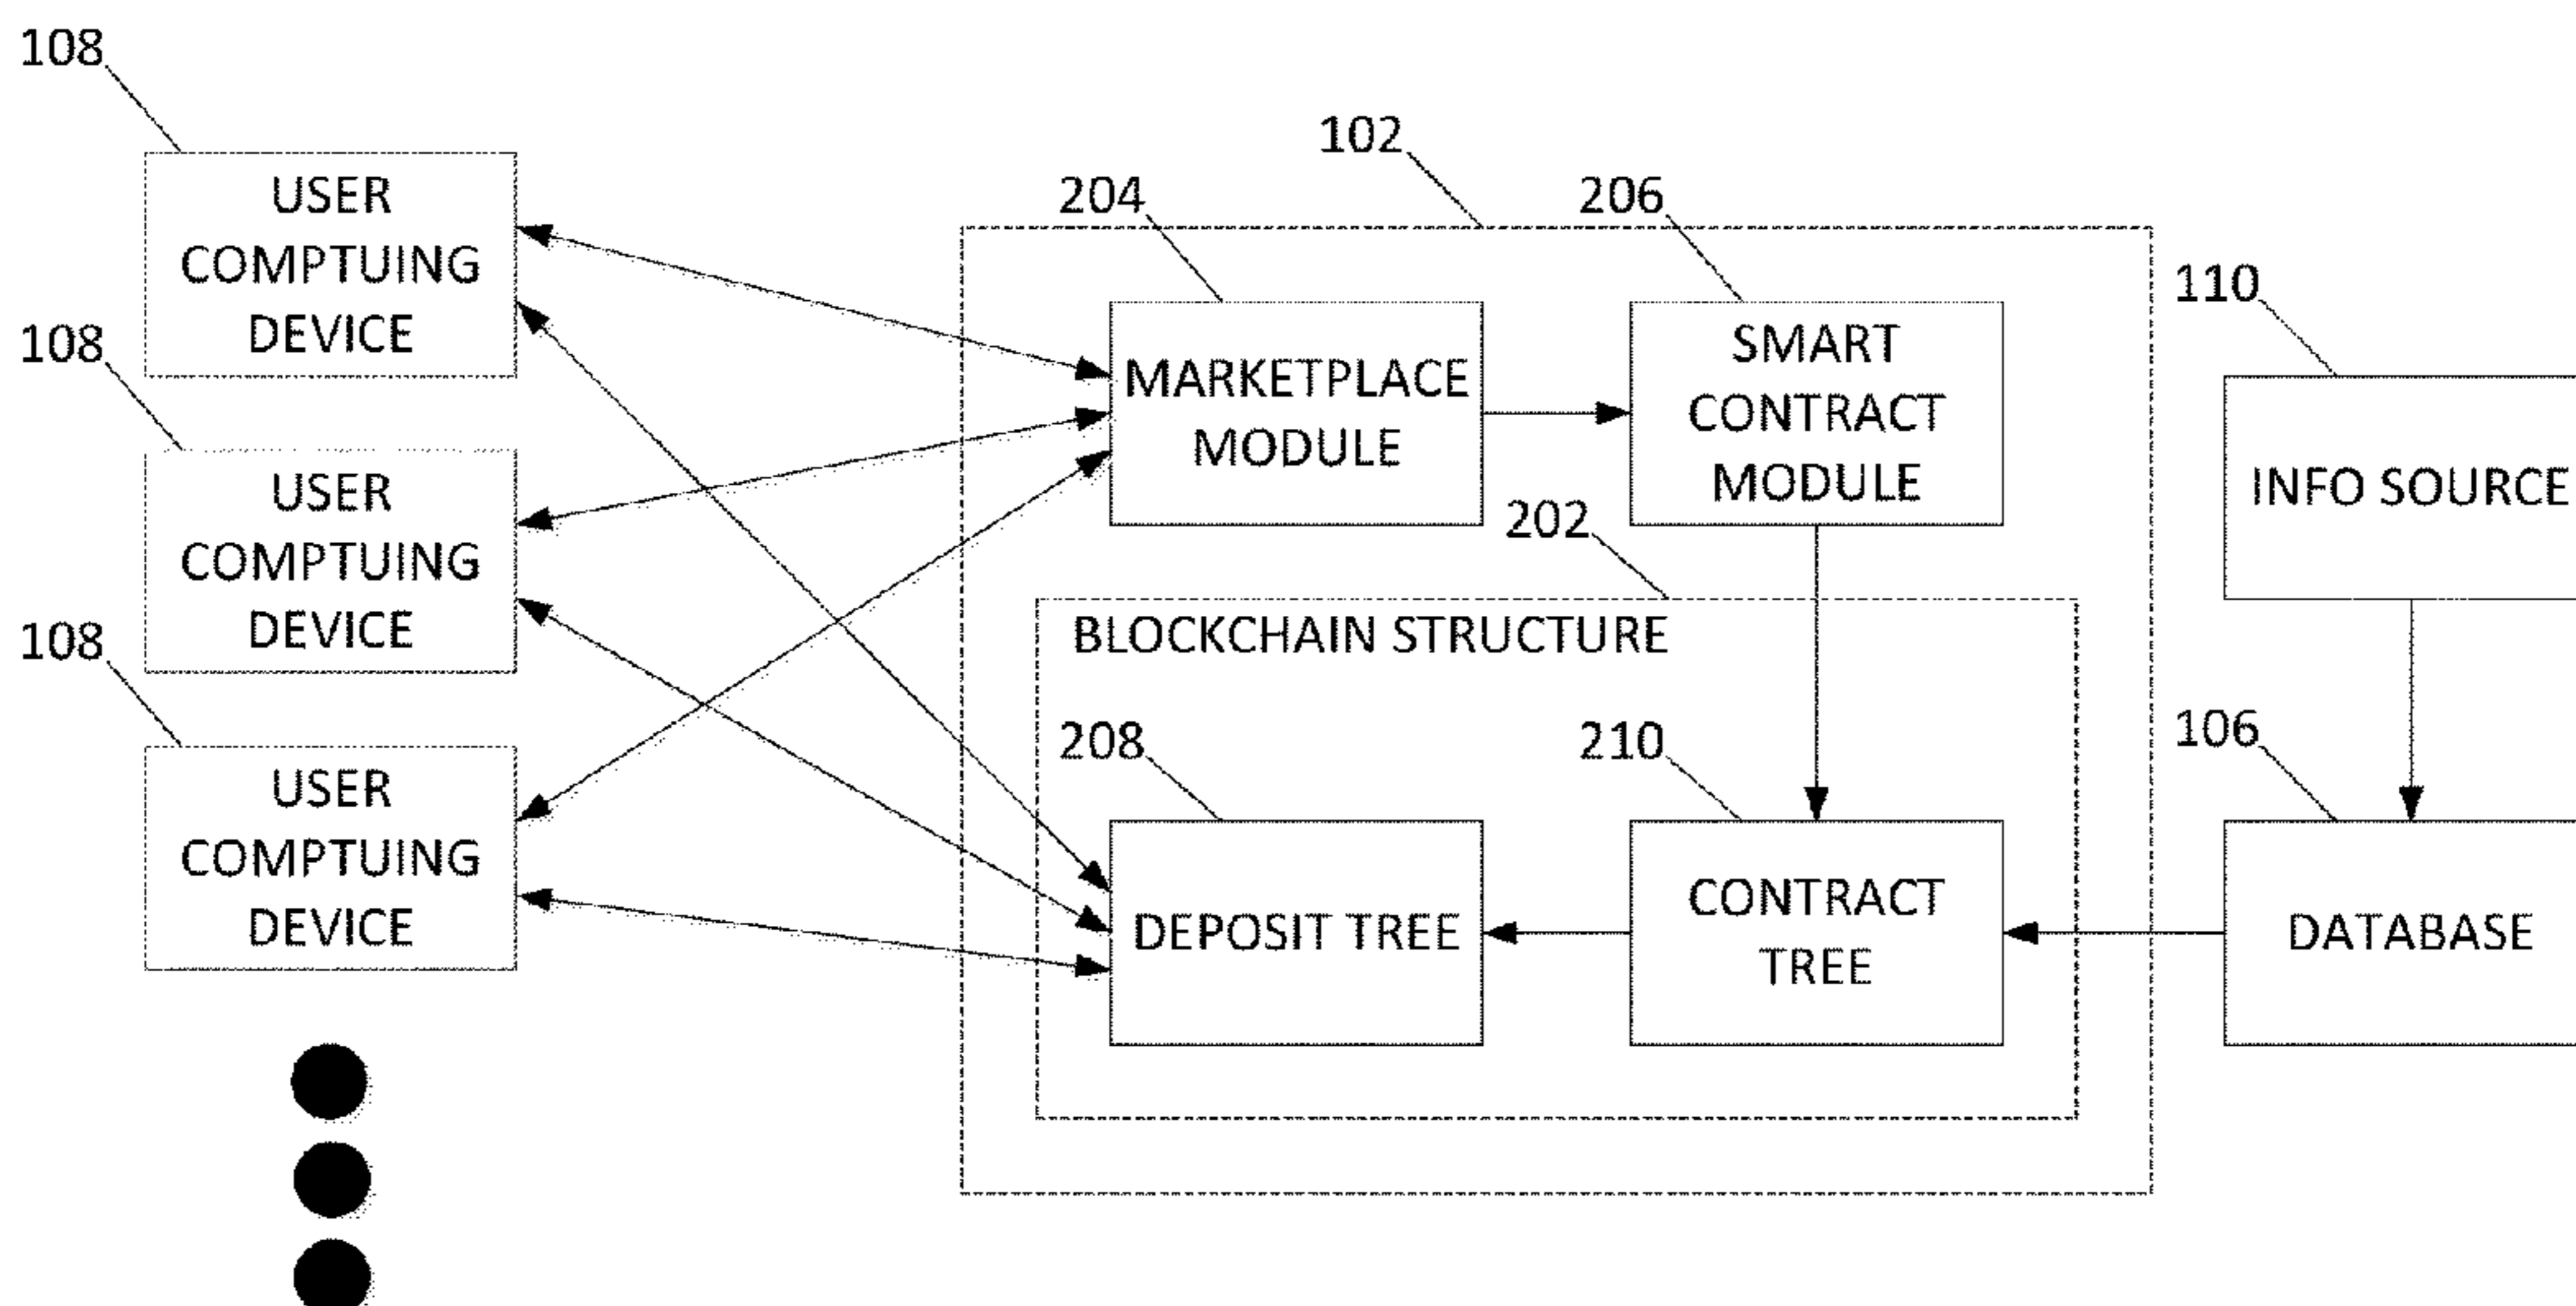 108
USER
COMPTUING
DEVICE
108
USER
COMPTUING
DEVICE
108
USER
COMPTUING
DEVICE
102
204
MARKETPLACE
MODULE
206
SMART
CONTRACT
MODULE
202
BLOCKCHAIN STRUCTURE
208
DEPOSIT TREE
210
CONTRACT
TREE
110
INFO SOURCE
106
DATABASE